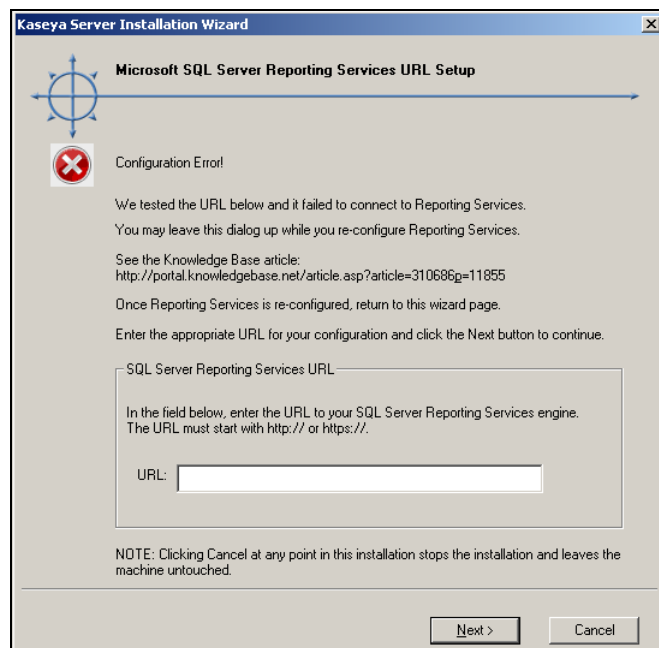 Kaseya Server Installation Wizard
Microsoft SQL Server Reporting Services URL Setup
Configuration Error!
We tested the URL below and it failed to connect to Reporting Services.
You may leave this dialog up while you re-configure Reporting Services.
See the Knowledge Base article:
http://portal.knowledgebase.net/article.asp?article=310686p=11855
Once Reporting Services is re-configured, return to this wizard page.
Enter the appropriate URL for your configuration and click the Next button to continue.
SQL Server Reporting Services URL
In the field below, enter the URL to your SQL Server Reporting Services engine.
The URL must start with http:// or https://.
URL:
NOTE: Clicking Cancel at any point in this installation stops the installation and leaves the
machine untouched.
Next > Cancel